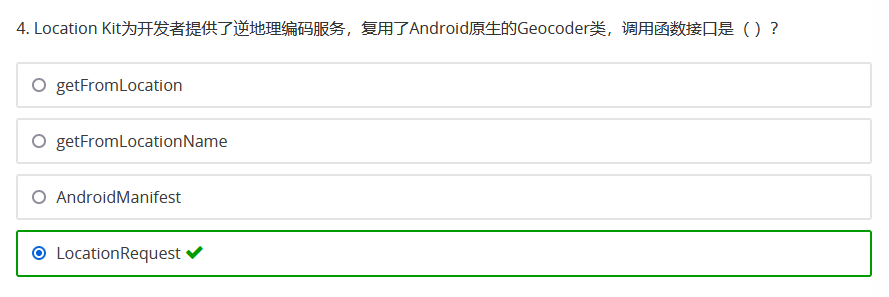 4. Location Kit为开发者提供了逆地理编码服务，复用了Android原生的Geocoder类，调用函数接口是（ ）？
getFromLocation
getFromLocationName
AndroidManifest
LocationRequest